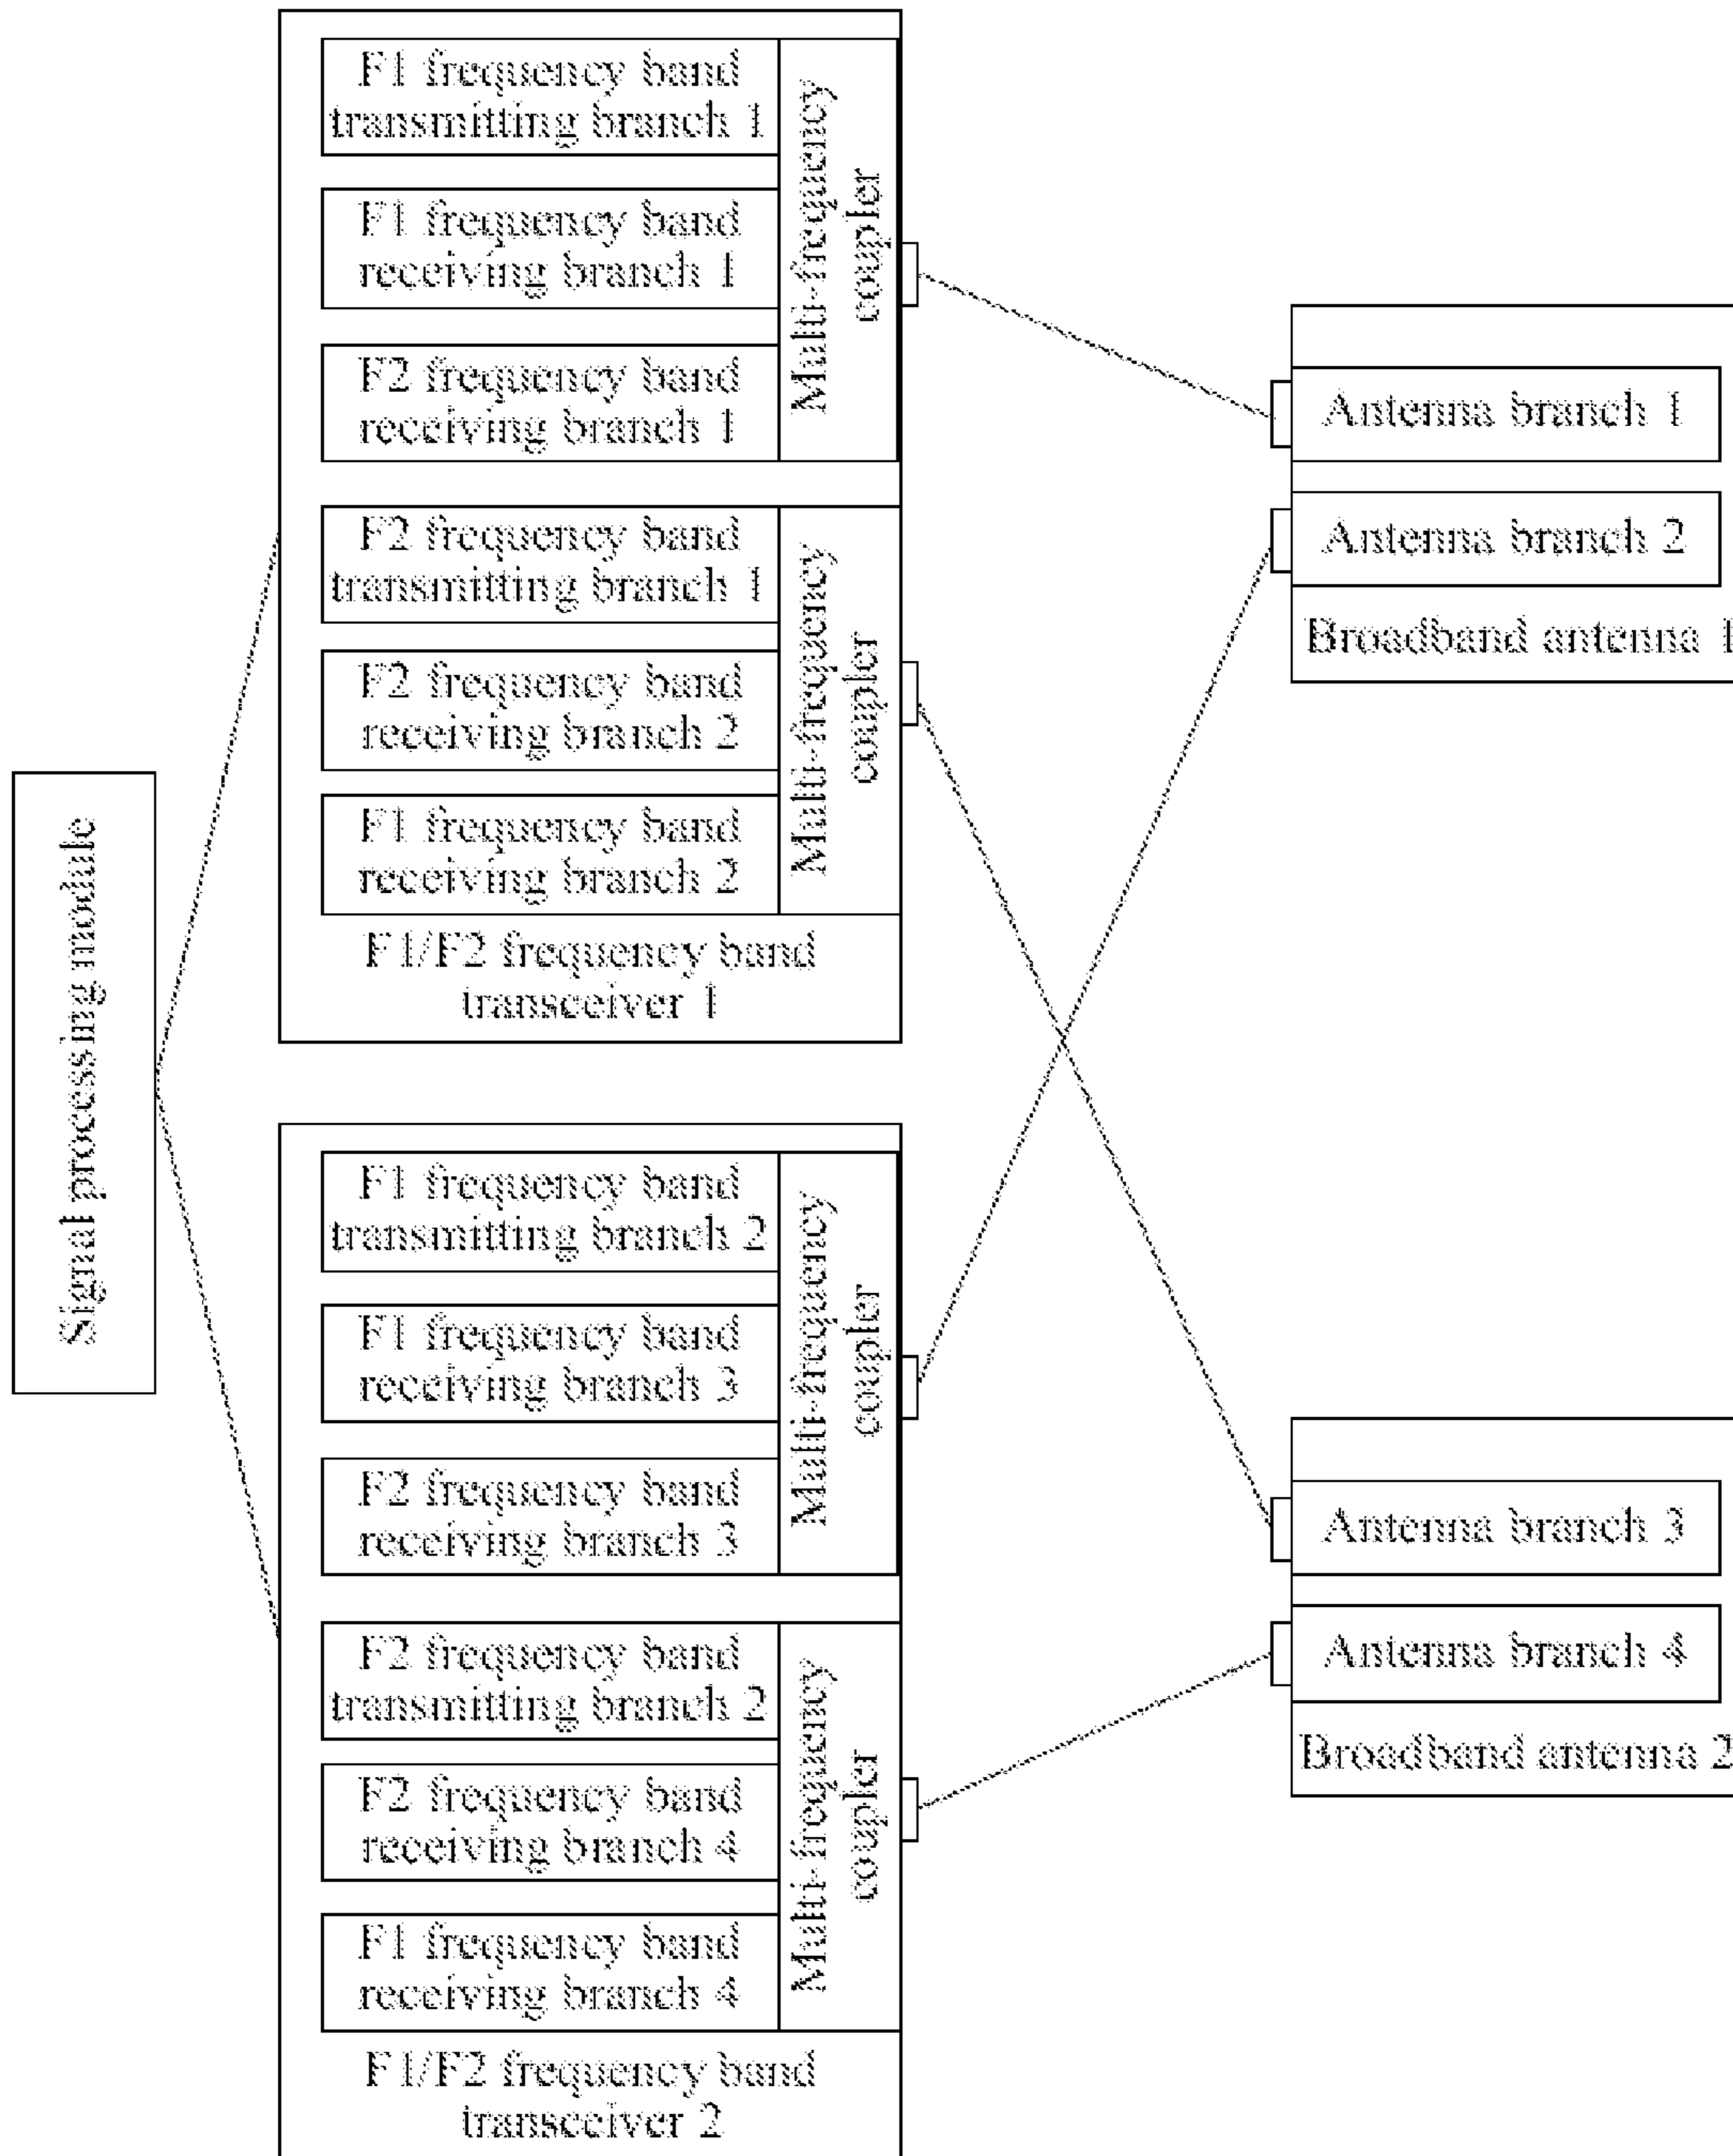 Signal processing module
F1 frequency band
transmitting branch 1
F1 frequency band
receiving branch 1
F2 frequency band
receiving branch 1
Multi-frequency
coupler
F2 frequency band
transmitting branch 1
F2 frequency band
receiving branch 2
F1 frequency band
receiving branch 2
Multi-frequency
coupler
F1/F2 frequency band
transceiver 1
F1 frequency band
transmitting branch 2
F1 frequency band
receiving branch 3
F2 frequency band
receiving branch 3
Multi-frequency
coupler
F2 frequency band
transmitting branch 2
F2 frequency band
receiving branch 4
F1 frequency band
receiving branch 4
Multi-frequency
coupler
F1/F2 frequency band
transceiver 2
Antenna branch 1
Antenna branch 2
Broadband antenna 1
Antenna branch 3
Antenna branch 4
Broadband antenna 2